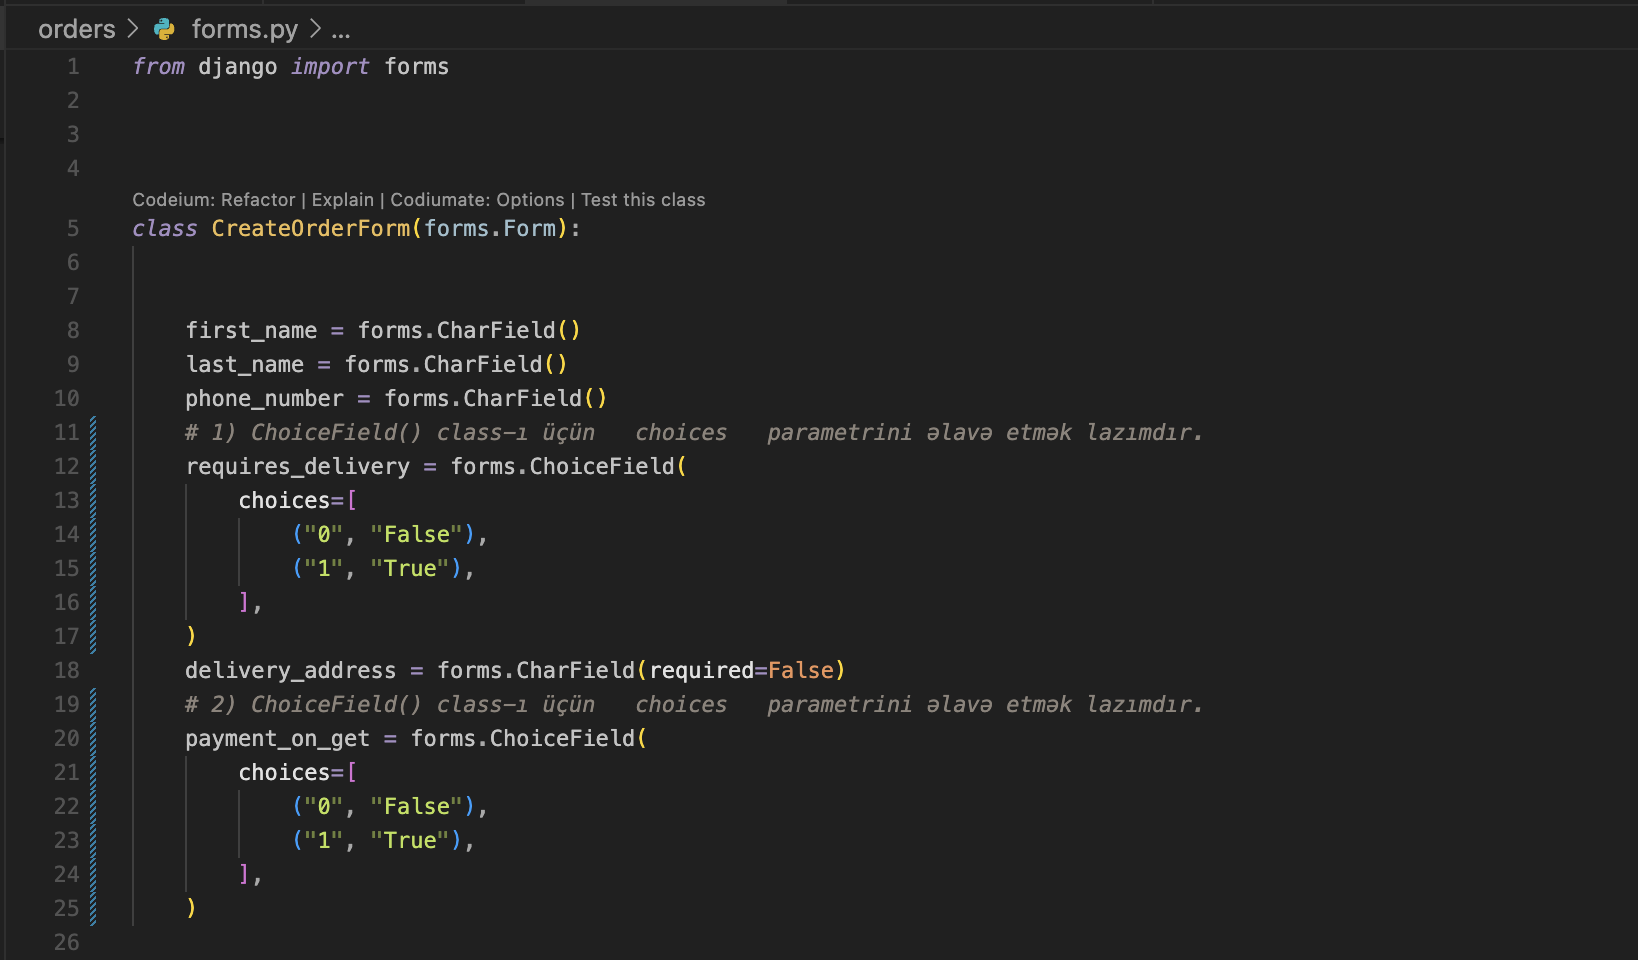 orders > forms.py > ...
1 from django import forms
2
3
4
Codeium: Refactor | Explain | Codiumate: Options | Test this class
5 class CreateOrderForm(forms.Form):
6
7
8     first_name = forms.CharField()
9     last_name = forms.CharField()
10     phone_number = forms.CharField()
11     # 1) ChoiceField() class-ı üçün   choices   parametrini əlavə etmək lazımdır.
12     requires_delivery = forms.ChoiceField(
13         choices=[
14             ("0", "False"),
15             ("1", "True"),
16         ],
17     )
18     delivery_address = forms.CharField(required=False)
19     # 2) ChoiceField() class-ı üçün   choices   parametrini əlavə etmək lazımdır.
20     payment_on_get = forms.ChoiceField(
21         choices=[
22             ("0", "False"),
23             ("1", "True"),
24         ],
25     )
26